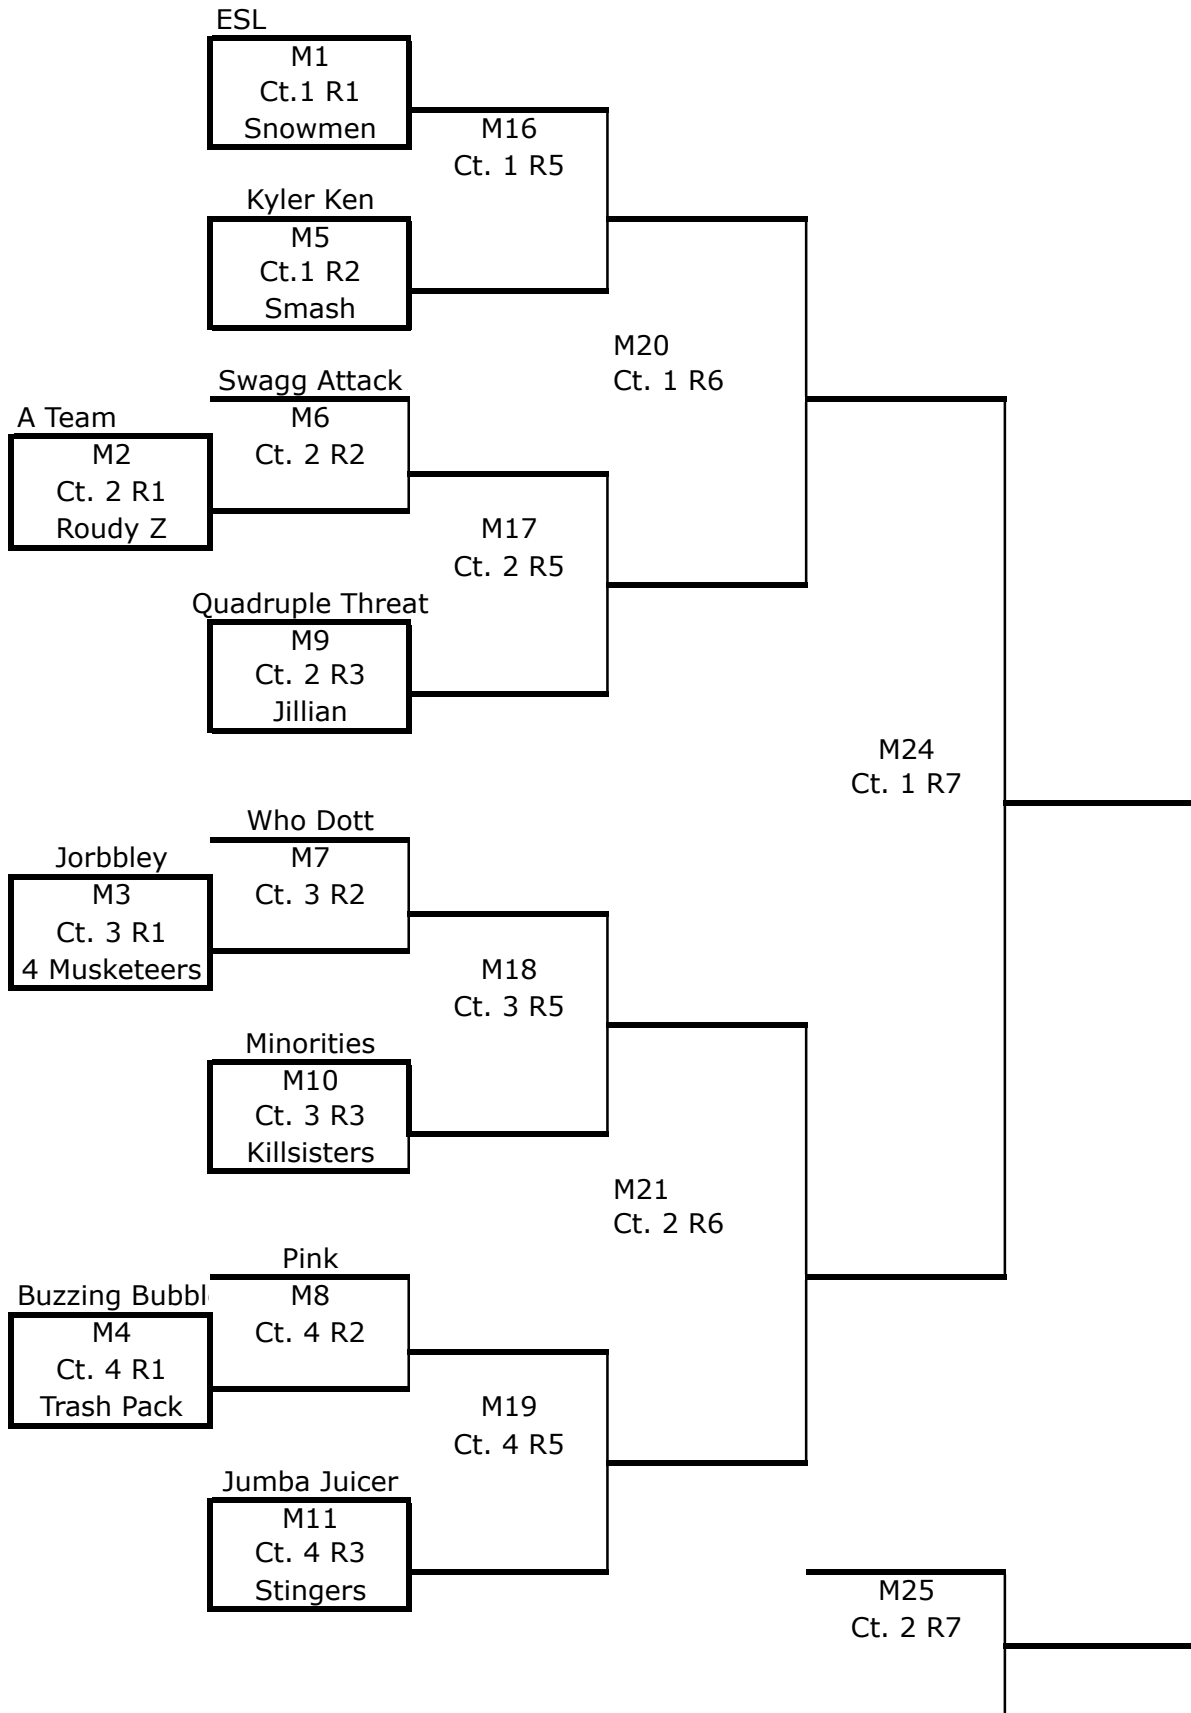 ESL
M1
Ct.1 R1
Snowmen
M16
Ct. 1 R5
Kyler Ken
M5
Ct.1 R2
Smash
M20
Ct. 1 R6
Swagg Attack
M6
Ct. 2 R2
A Team
M2
Ct. 2 R1
Roudy Z
M17
Ct. 2 R5
Quadruple Threat
M9
Ct. 2 R3
Jillian
M24
Ct. 1 R7
Who Dott
M7
Ct. 3 R2
Jorbbley
M3
Ct. 3 R1
4 Musketeers
M18
Ct. 3 R5
Minorities
M10
Ct. 3 R3
Killsisters
M21
Ct. 2 R6
Pink
M8
Ct. 4 R2
Buzzing Bubbl
M4
Ct. 4 R1
Trash Pack
M19
Ct. 4 R5
Jumba Juicer
M11
Ct. 4 R3
Stingers
M25
Ct. 2 R7